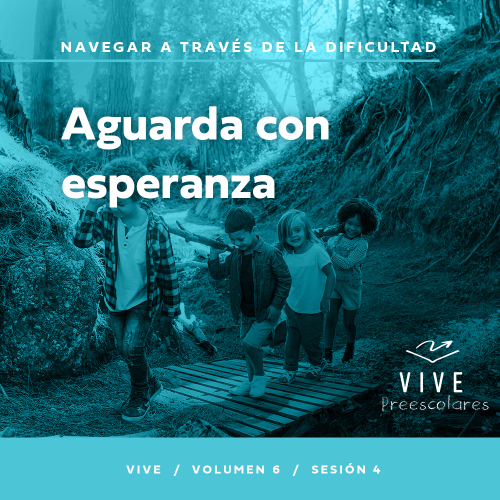 NAVEGAR A TRAVÉS DE LA DIFICULTAD
Aguarda con
esperanza
VIVE
Preescolares
VIVE / VOLUMEN 6 / SESIÓN 4